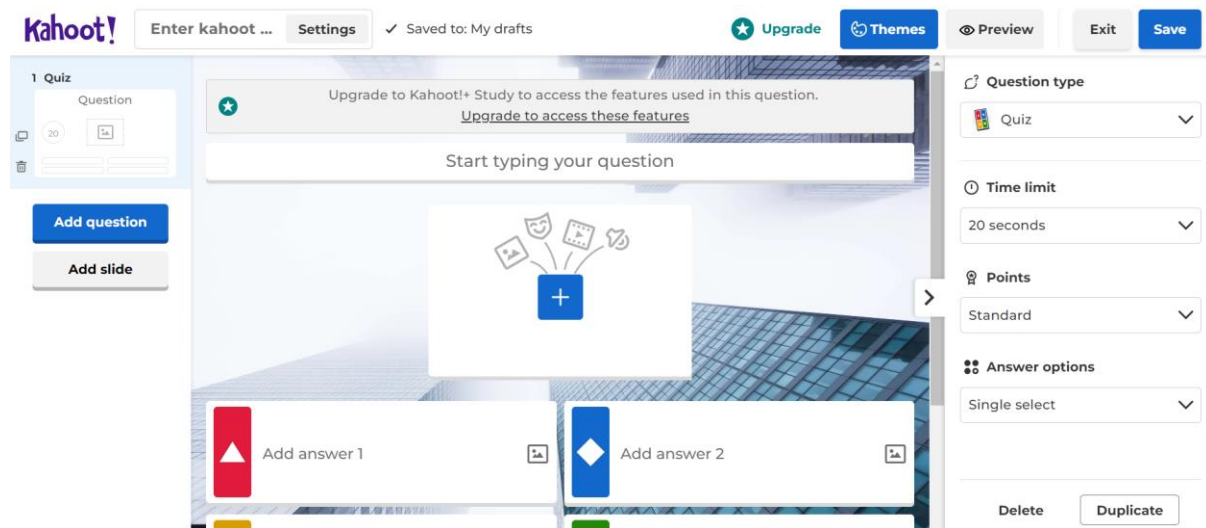 Kahoot!
Enter kahoot ...
Settings
Saved to: My drafts
Upgrade
Themes
Preview
Exit
Save
1 Quiz
Question
20
Add question
Add slide
Upgrade to Kahoot!+ Study to access the features used in this question.
Upgrade to access these features
Start typing your question
Add answer 1
Add answer 2
Question type
Quiz
Time limit
20 seconds
Points
Standard
Answer options
Single select
Delete
Duplicate